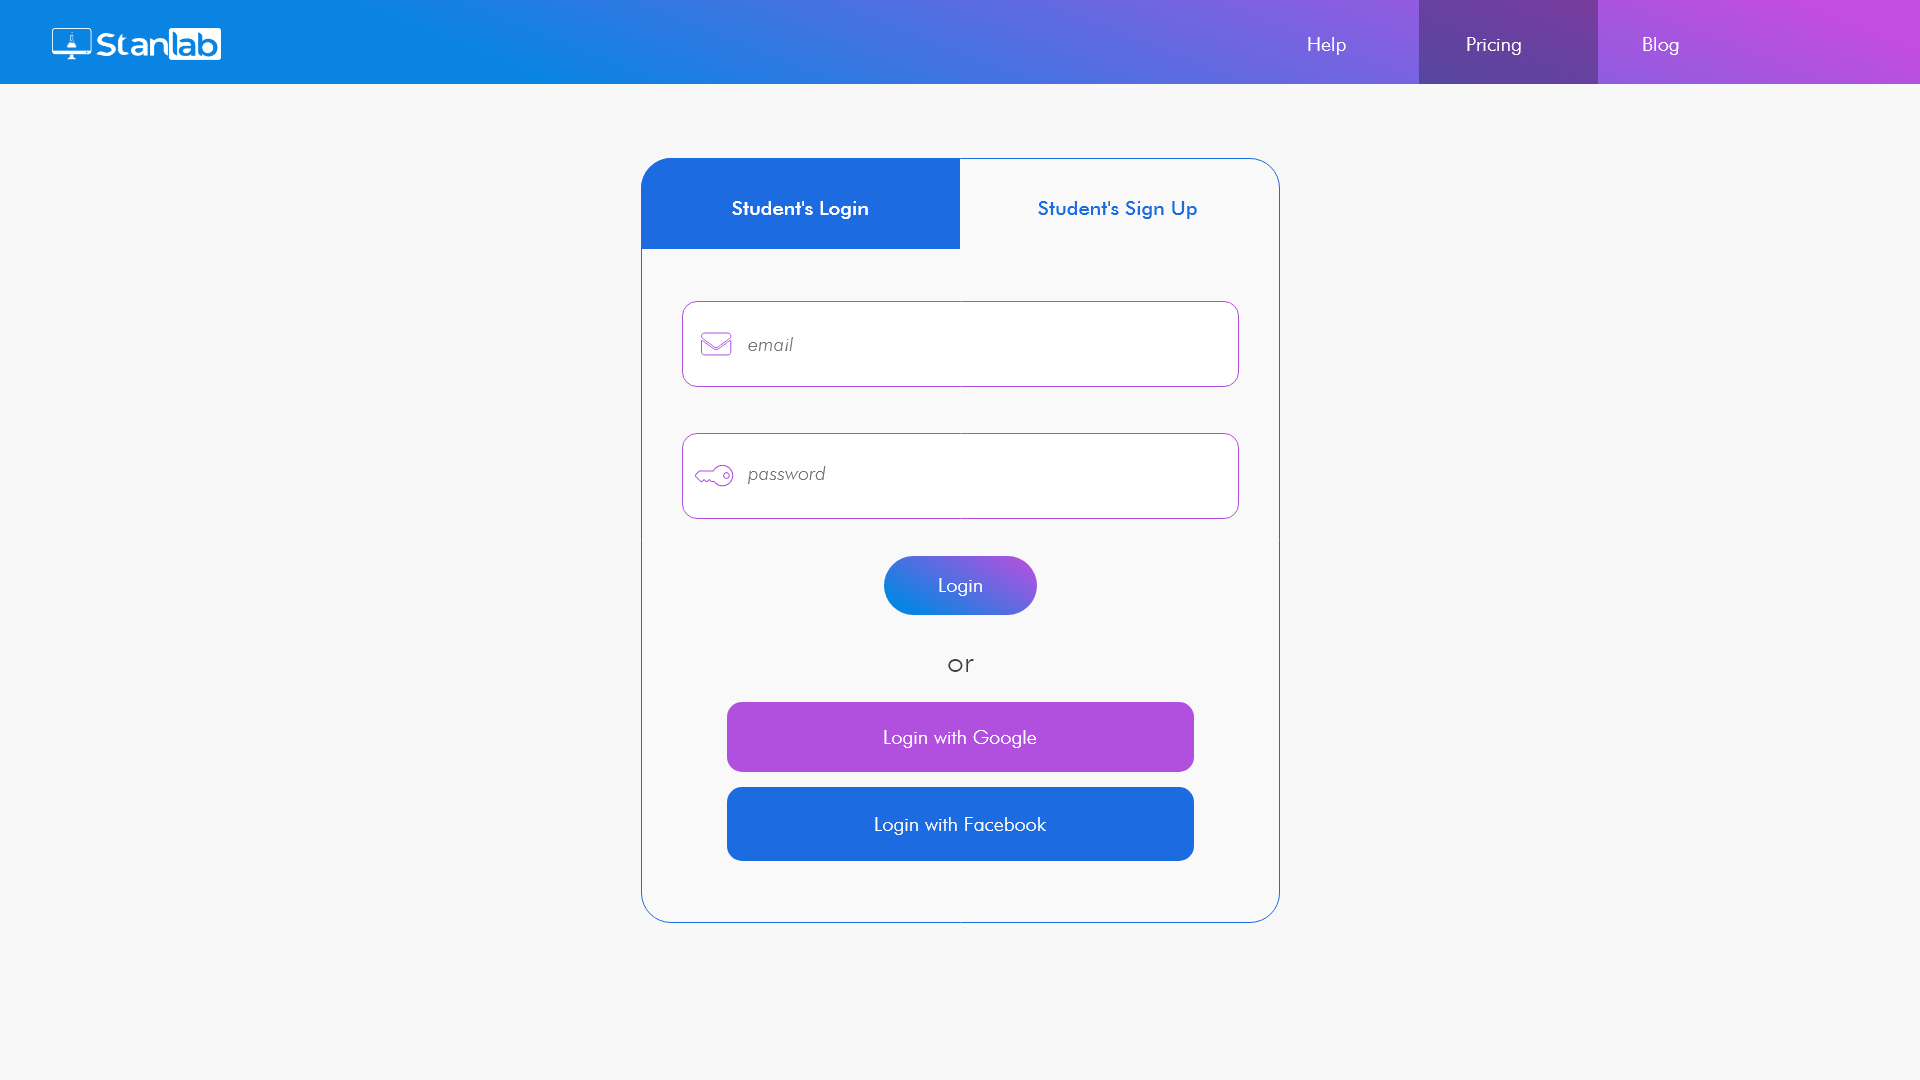 Stanlab
Help
Pricing
Blog
Student's Login
Student's Sign Up
email
password
Login
or
Login with Google
Login with Facebook